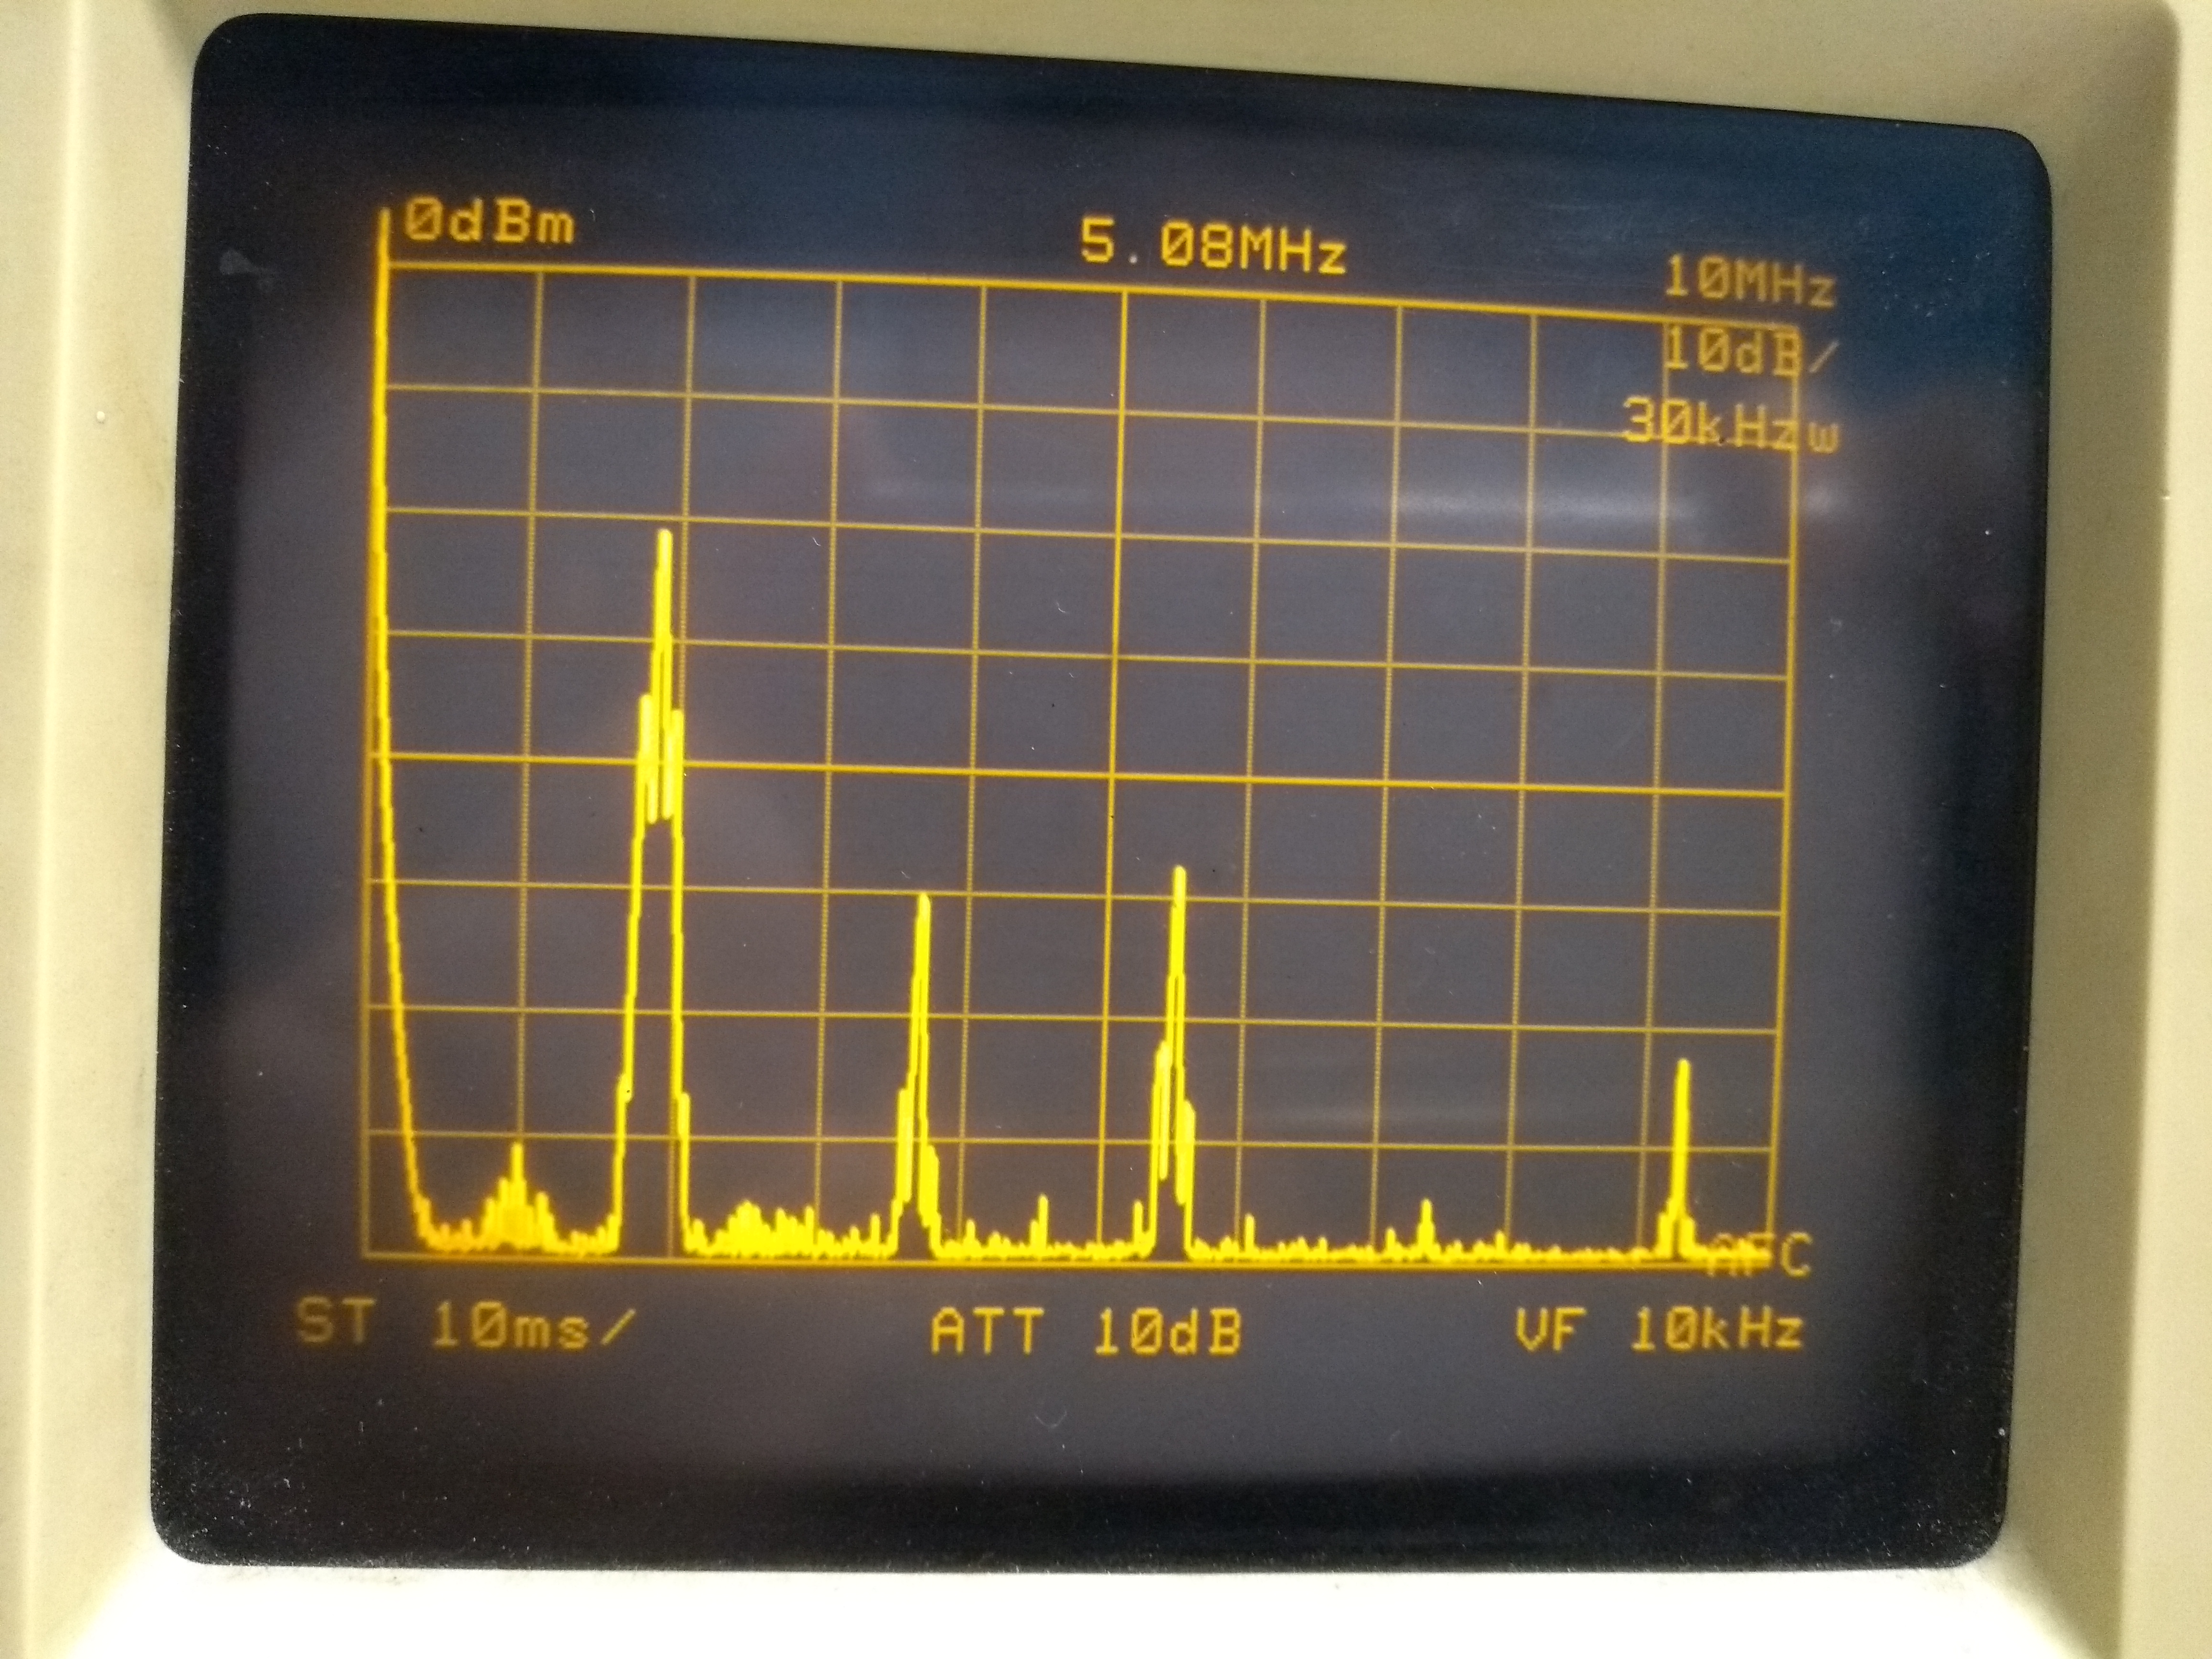 0dBm
5.08MHz
10MHz
10dB/
30kHzw
AFC
ST 10ms/
ATT 10dB
VF 10kHz